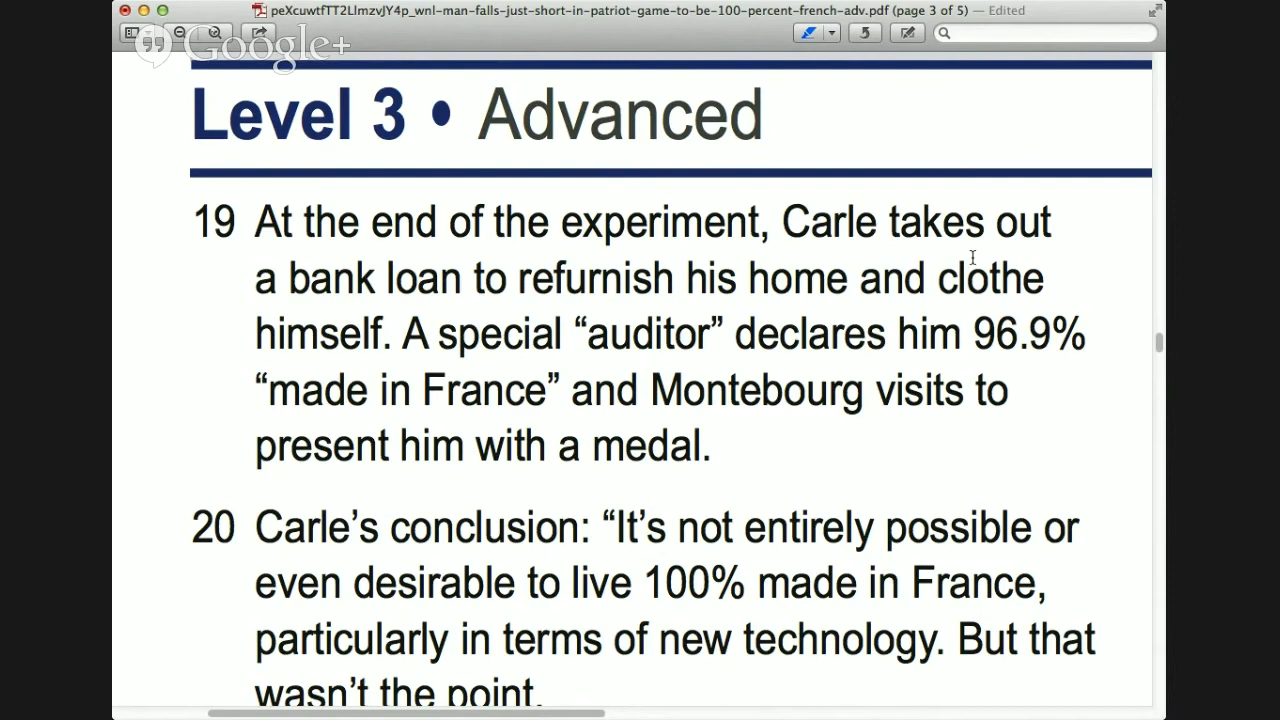 peXcuwtfTT2LlmzvJY4p_wnl-man-falls-just-short-in-patriot-game-to-be-100-percent-french-adv.pdf (page 3 of 5) — Edited
Google+
Level 3 • Advanced
19 At the end of the experiment, Carle takes out
a bank loan to refurnish his home and clothe
himself. A special “auditor” declares him 96.9%
“made in France” and Montebourg visits to
present him with a medal.
20 Carle’s conclusion: “It’s not entirely possible or
even desirable to live 100% made in France,
particularly in terms of new technology. But that
wasn’t the point.